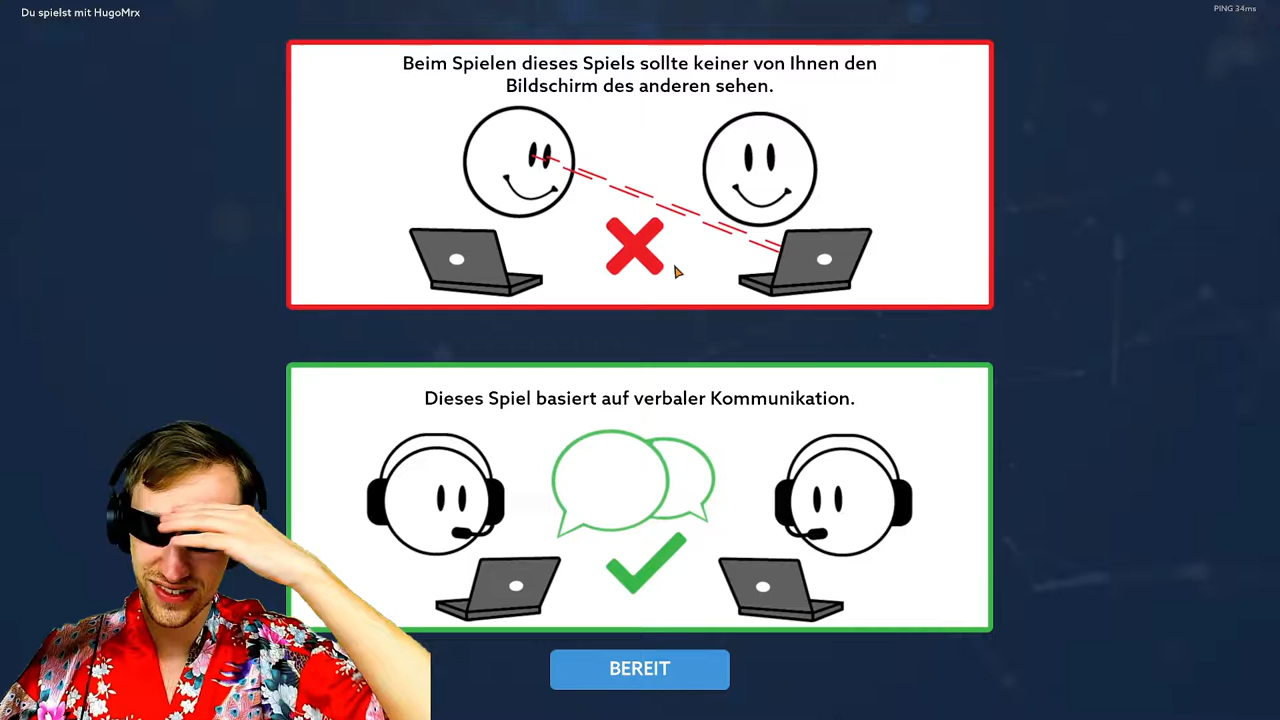 Du spielst mit HugoMrx
PING 34ms
Beim Spielen dieses Spiels sollte keiner von Ihnen den
Bildschirm des anderen sehen.
Dieses Spiel basiert auf verbaler Kommunikation.
BEREIT